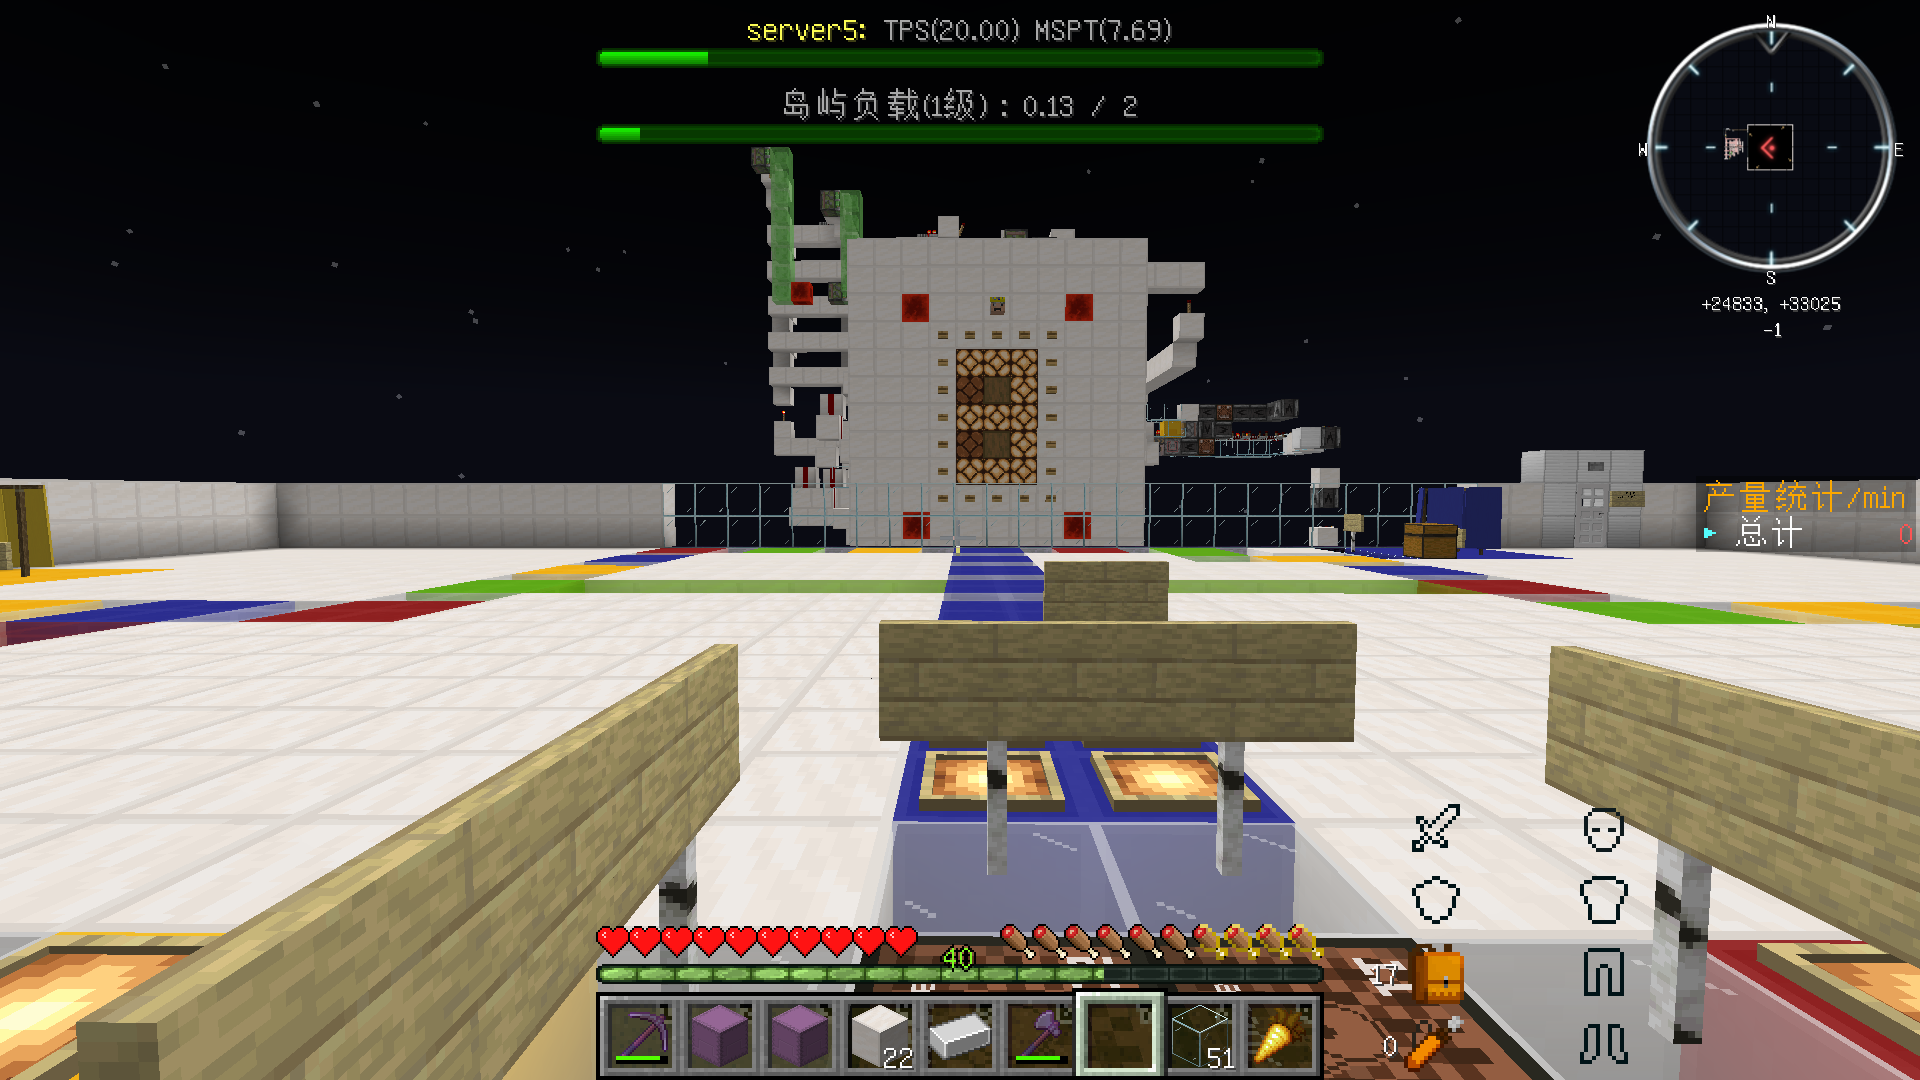 server5: TPS(20.00) MSPT(7.69)
岛屿负载(1级) : 0.13 / 2
N
W
E
S
+24833, +33025
-1
产量统计/min
总计 0
40
17
22
51
0